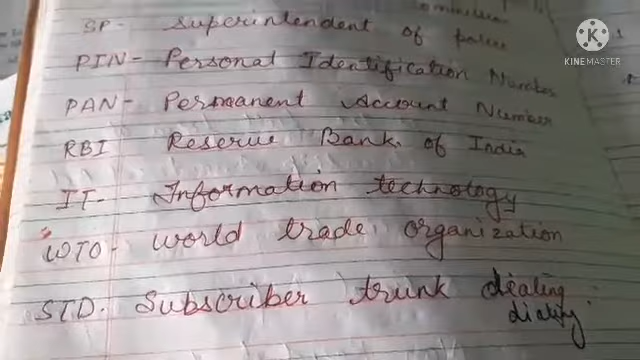 SP- Superintendent of police
KINEMASTER
PIN- Personal Identification Number
PAN- Permanent Account Number
RBI Reserve Bank of India
IT- Information technology
WTO- world trade organization
STD. Subscriber trunk dealing